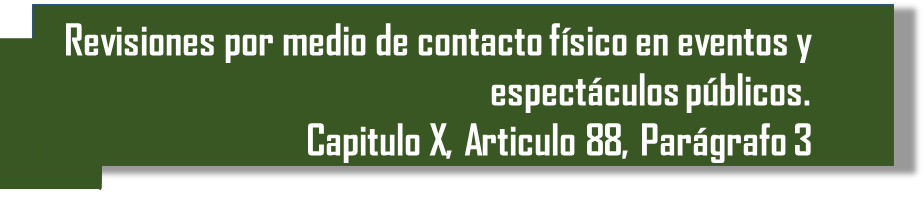 Revisiones por medio de contacto físico en eventos y
espectáculos públicos.
Capitulo X, Articulo 88, Parágrafo 3